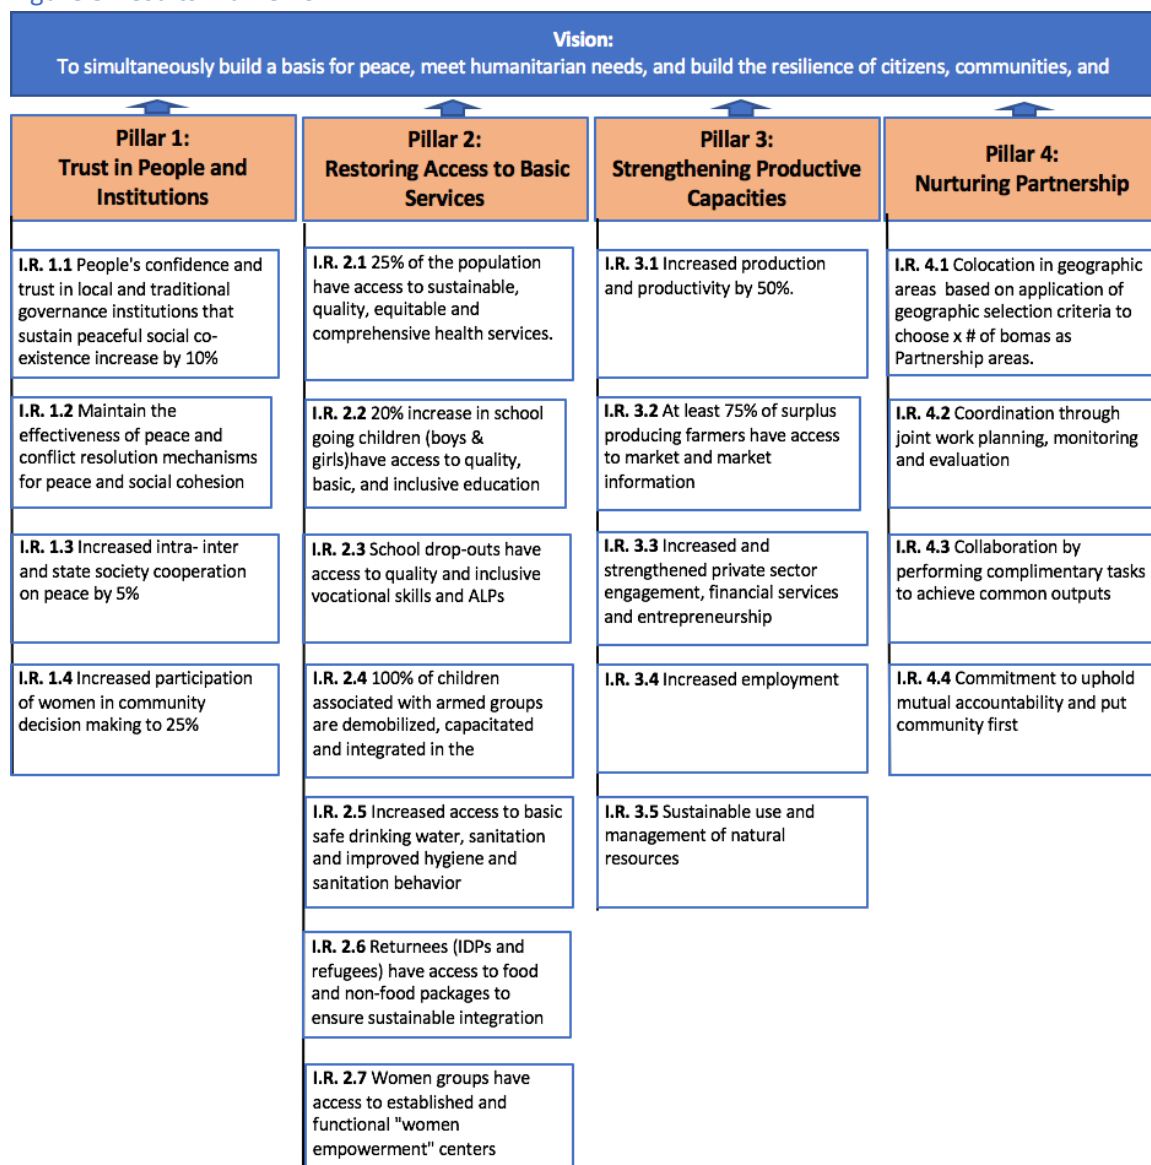 Vision:
To simultaneously build a basis for peace, meet humanitarian needs, and build the resilience of citizens, communities, and
Pillar 1:
Trust in People and
Institutions
I.R. 1.1 People's confidence and
trust in local and traditional
governance institutions that
sustain peaceful social co-
existence increase by 10%
I.R. 1.2 Maintain the
effectiveness of peace and
conflict resolution mechanisms
for peace and social cohesion
I.R. 1.3 Increased intra- inter
and state society cooperation
on peace by 5%
I.R. 1.4 Increased participation
of women in community
decision making to 25%
Pillar 2:
Restoring Access to Basic
Services
I.R. 2.1 25% of the population
have access to sustainable,
quality, equitable and
comprehensive health services.
I.R. 2.2 20% increase in school
going children (boys &
girls)have access to quality,
basic, and inclusive education
I.R. 2.3 School drop-outs have
access to quality and inclusive
vocational skills and ALPs
I.R. 2.4 100% of children
associated with armed groups
are demobilized, capacitated
and integrated in the
I.R. 2.5 Increased access to basic
safe drinking water, sanitation
and improved hygiene and
sanitation behavior
I.R. 2.6 Returnees (IDPs and
refugees) have access to food
and non-food packages to
ensure sustainable integration
I.R. 2.7 Women groups have
access to established and
functional "women
empowerment" centers
Pillar 3:
Strengthening Productive
Capacities
I.R. 3.1 Increased production
and productivity by 50%.
I.R. 3.2 At least 75% of surplus
producing farmers have access
to market and market
information
I.R. 3.3 Increased and
strengthened private sector
engagement, financial services
and entrepreneurship
I.R. 3.4 Increased employment
I.R. 3.5 Sustainable use and
management of natural
resources
Pillar 4:
Nurturing Partnership
I.R. 4.1 Colocation in geographic
areas based on application of
geographic selection criteria to
choose x # of bomas as
Partnership areas.
I.R. 4.2 Coordination through
joint work planning, monitoring
and evaluation
I.R. 4.3 Collaboration by
performing complimentary tasks
to achieve common outputs
I.R. 4.4 Commitment to uphold
mutual accountability and put
community first